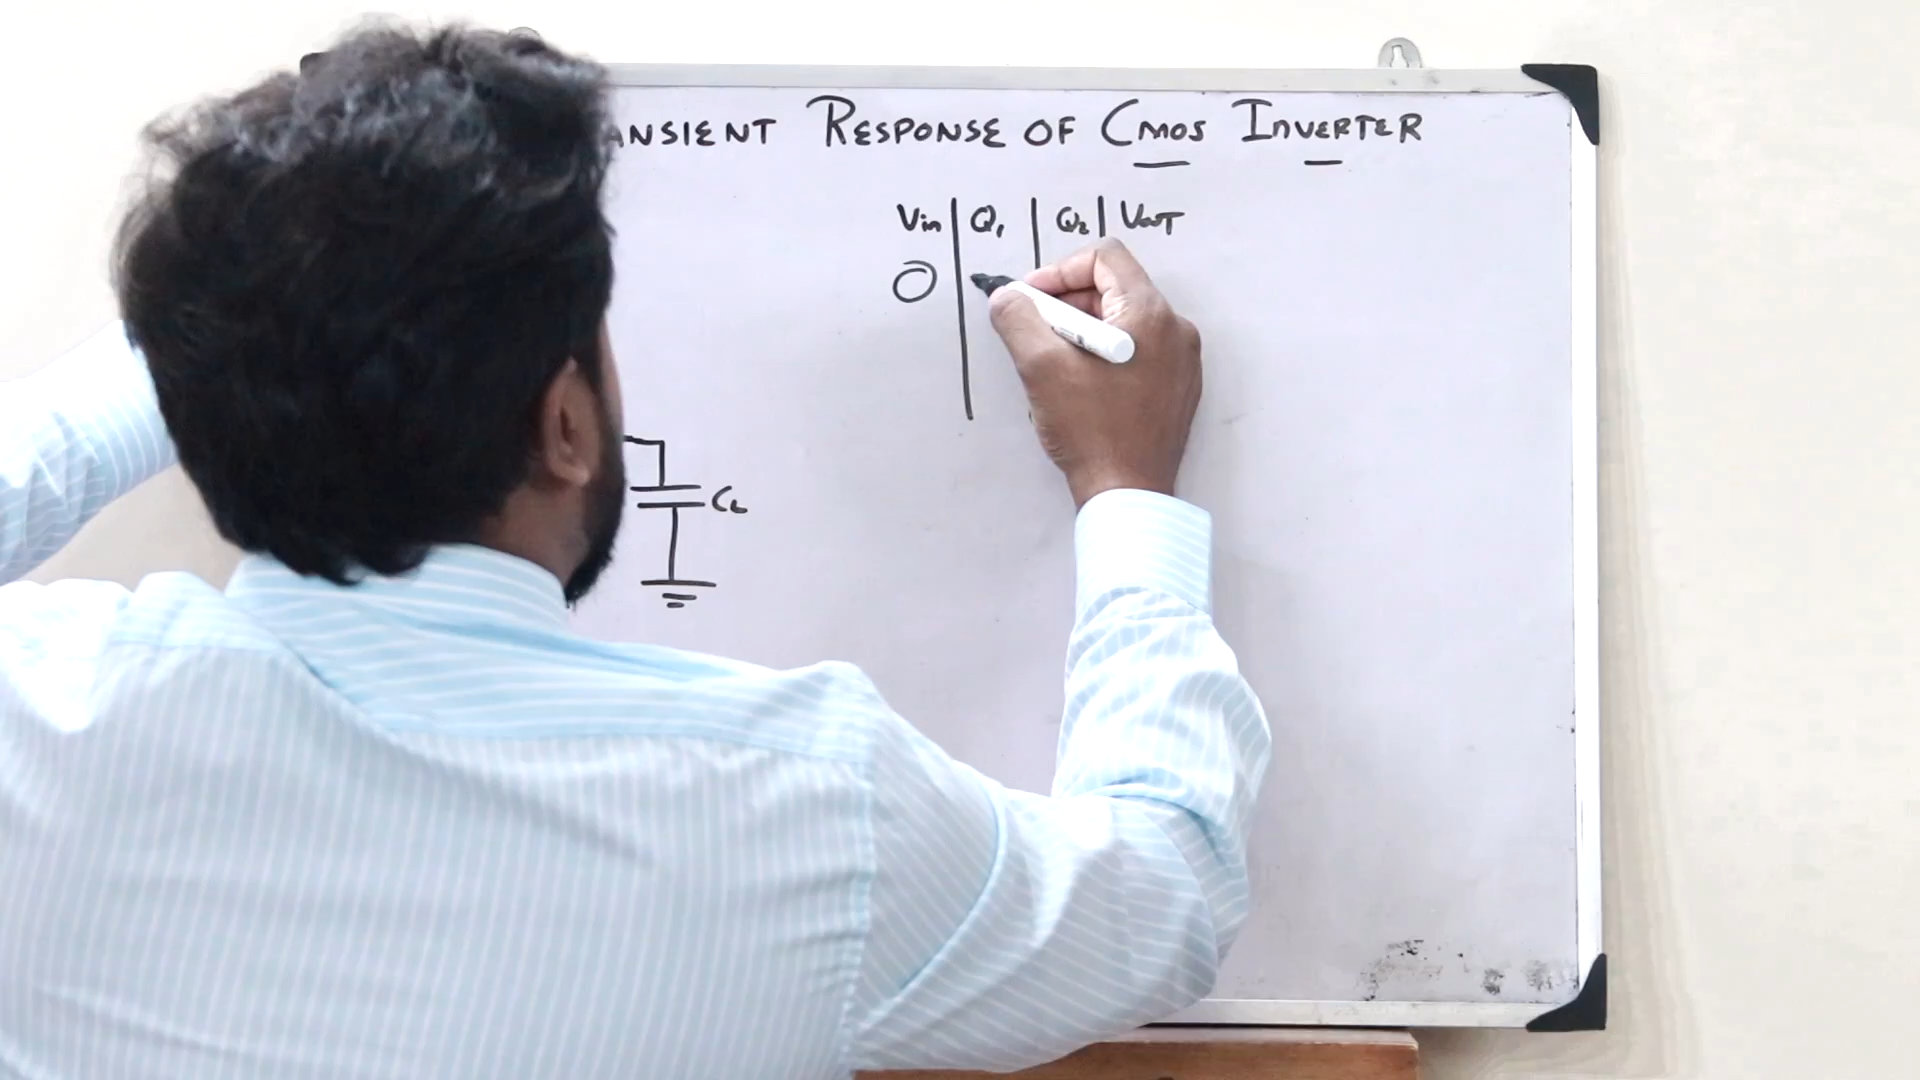 ANSIENT RESPONSE OF CMOS INVERTER
Vin Q1 Q2 VOUT
0
CL